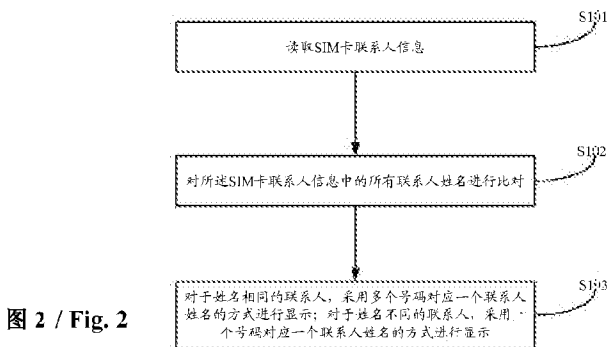 S101
读取SIM卡联系人信息
S102
对所述SIM卡联系人信息中的所有联系人姓名进行比对
S103
对于姓名相同的联系人，采用多个号码对应一个联系人
姓名的方式进行显示；对于姓名不同的联系人，采用一
个号码对应一个联系人姓名的方式进行显示
图 2 / Fig. 2